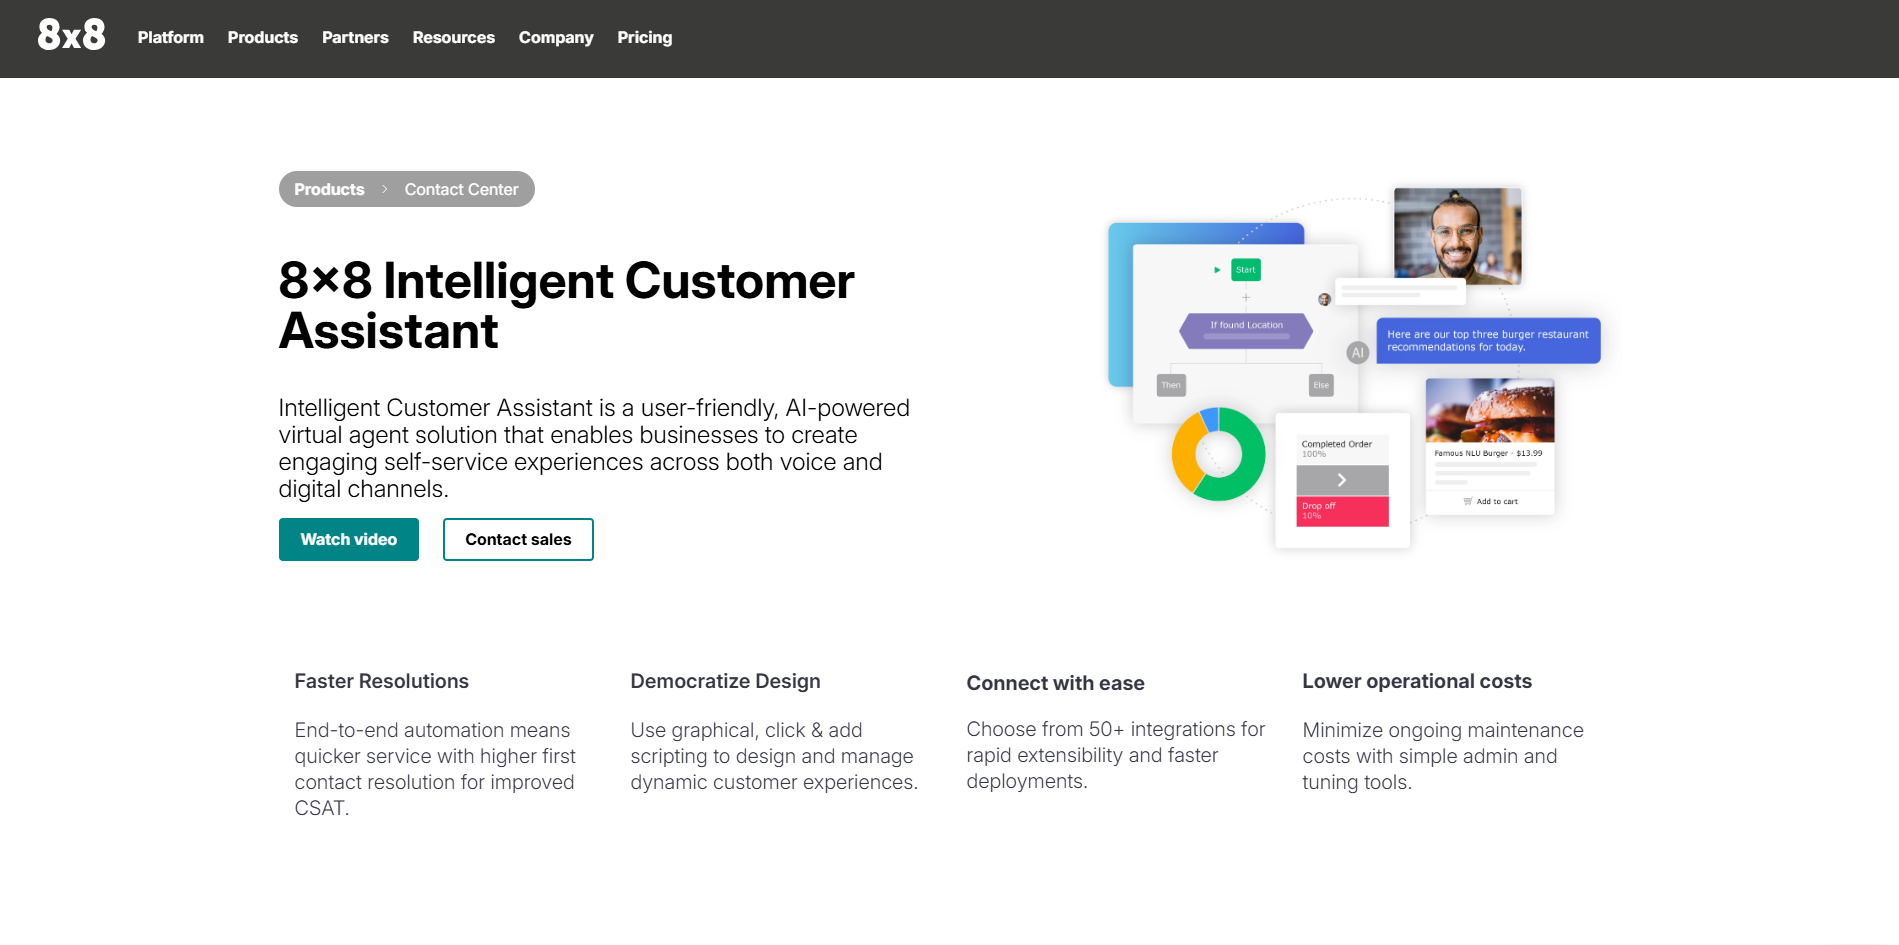 8x8 Platform Products Partners Resources Company Pricing
Products > Contact Center
8×8 Intelligent Customer
Assistant
Intelligent Customer Assistant is a user-friendly, AI-powered
virtual agent solution that enables businesses to create
engaging self-service experiences across both voice and
digital channels.
Watch video Contact sales
Start
If found Location
Then Else
AI
Here are our top three burger restaurant
recommendations for today.
Completed Order
100%
Drop off
10%
Famous NLU Burger - $13.99
Add to cart
Faster Resolutions
End-to-end automation means
quicker service with higher first
contact resolution for improved
CSAT.
Democratize Design
Use graphical, click & add
scripting to design and manage
dynamic customer experiences.
Connect with ease
Choose from 50+ integrations for
rapid extensibility and faster
deployments.
Lower operational costs
Minimize ongoing maintenance
costs with simple admin and
tuning tools.